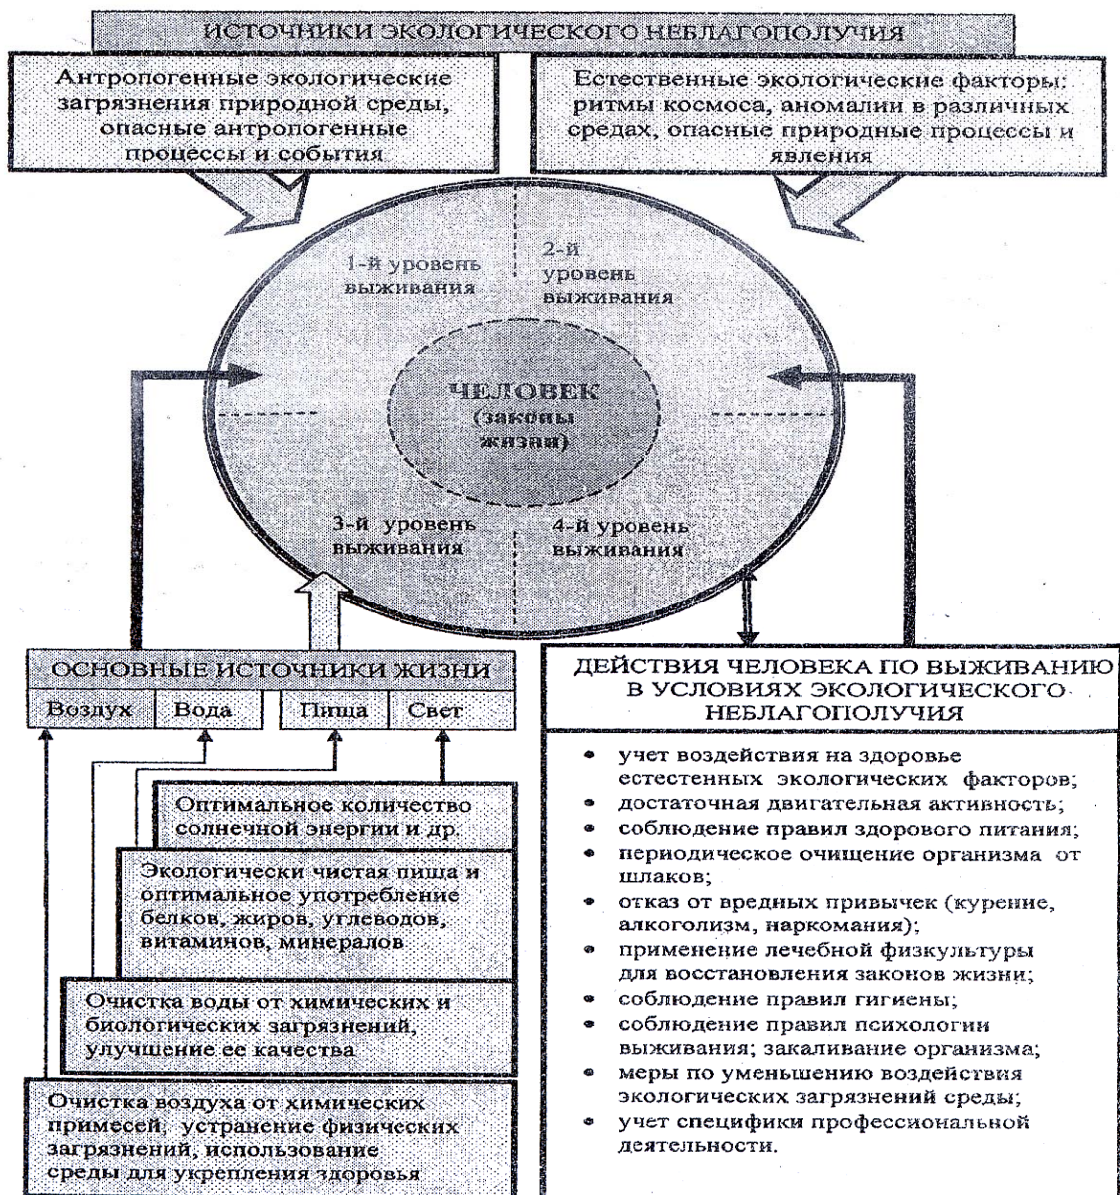 ИСТОЧНИКИ ЭКОЛОГИЧЕСКОГО НЕБЛАГОПОЛУЧИЯ
Антропогенные экологические
загрязнения природной среды,
опасные антропогенные
процессы и события
Естественные экологические факторы:
ритмы космоса, аномалии в различных
средах, опасные природные процессы и
явления
1-й уровень
выживания
2-й
уровень
выживания
ЧЕЛОВЕК
(законы
жизни)
3-й уровень
выживания
4-й уровень
выживания
ОСНОВНЫЕ ИСТОЧНИКИ ЖИЗНИ
Воздух Вода Пища Свет
Оптимальное количество
солнечной энергии и др.
Экологически чистая пища и
оптимальное употребление
белков, жиров, углеводов,
витаминов, минералов
Очистка воды от химических и
биологических загрязнений,
улучшение ее качества
Очистка воздуха от химических
примесей, устранение физических
загрязнений, использование
среды для укрепления здоровья
ДЕЙСТВИЯ ЧЕЛОВЕКА ПО ВЫЖИВАНИЮ
В УСЛОВИЯХ ЭКОЛОГИЧЕСКОГО
НЕБЛАГОПОЛУЧИЯ
• учет воздействия на здоровье
естестенных экологических факторов;
• достаточная двигательная активность;
• соблюдение правил здорового питания;
• периодическое очищение организма от
шлаков;
• отказ от вредных привычек (курение,
алкоголизм, наркомания);
• применение лечебной физкультуры
для восстановления законов жизни;
• соблюдение правил гигиены;
• соблюдение правил психологии
выживания; закаливание организма;
• меры по уменьшению воздействия
экологических загрязнений среды;
• учет специфики профессиональной
деятельности.